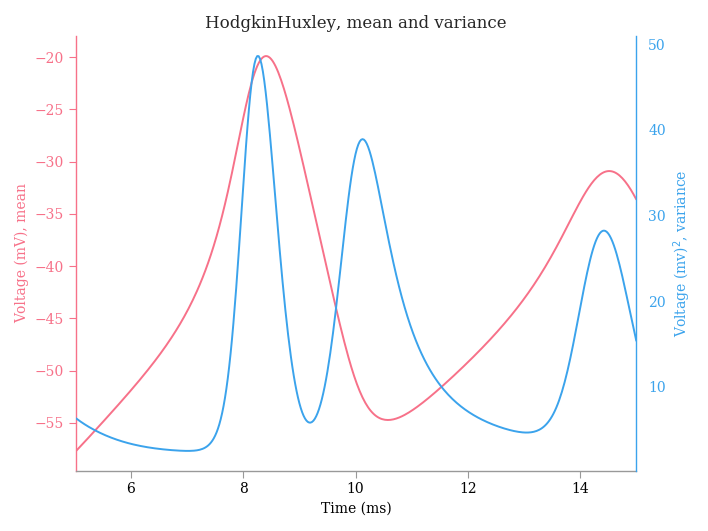 HodgkinHuxley, mean and variance
Voltage (mV), mean
−20
−25
−30
−35
−40
−45
−50
−55
50
40
30
20
10
Voltage (mv)², variance
6 8 10 12 14
Time (ms)